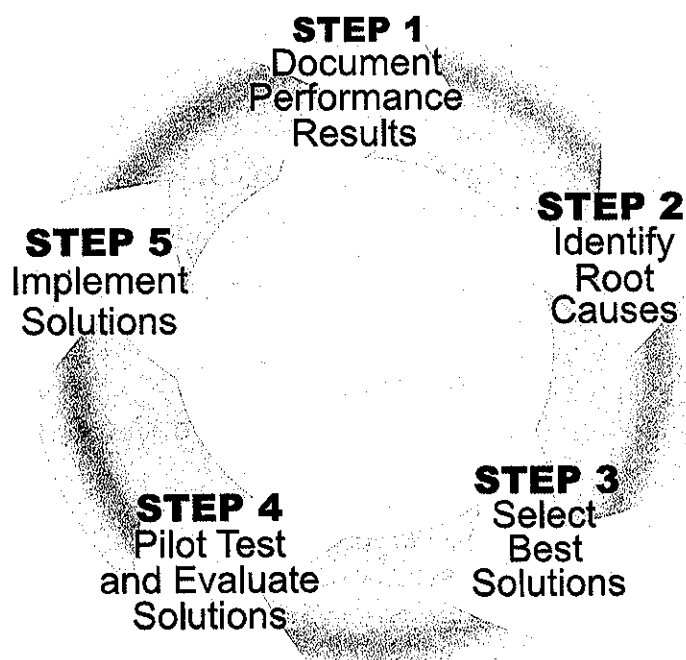 STEP 1
Document
Performance
Results
STEP 2
Identify
Root
Causes
STEP 3
Select
Best
Solutions
STEP 4
Pilot Test
and Evaluate
Solutions
STEP 5
Implement
Solutions